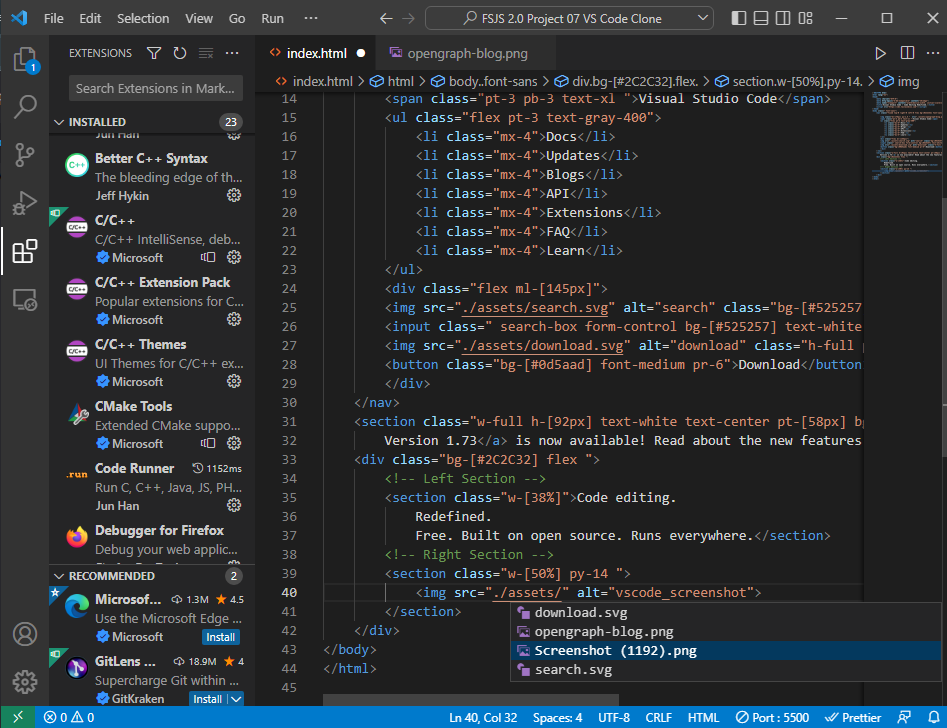 File Edit Selection View Go Run ··· FSJS 2.0 Project 07 VS Code Clone
EXTENSIONS
index.html
opengraph-blog.png
Search Extensions in Mark...
index.html > html > body..font-sans > div.bg-[#2C2C32].flex. > section.w-[50%].py-14. > img
INSTALLED 23
Jun Han
Better C++ Syntax
The bleeding edge of th...
Jeff Hykin
C/C++
C/C++ IntelliSense, deb...
Microsoft
C/C++ Extension Pack
Popular extensions for C...
Microsoft
C/C++ Themes
UI Themes for C/C++ ex...
Microsoft
CMake Tools
Extended CMake suppo...
Microsoft
Code Runner 1152ms
.run
Run C, C++, Java, JS, PH...
Jun Han
Debugger for Firefox
Debug your web applic...
RECOMMENDED 2
Microsof... 1.3M 4.5
Use the Microsoft Edge ...
Microsoft Install
GitLens ... 18.9M 4
Supercharge Git within ...
GitKraken Install
14 <span class="pt-3 pb-3 text-xl ">Visual Studio Code</span>
15 <ul class="flex pt-3 text-gray-400">
16 <li class="mx-4">Docs</li>
17 <li class="mx-4">Updates</li>
18 <li class="mx-4">Blogs</li>
19 <li class="mx-4">API</li>
20 <li class="mx-4">Extensions</li>
21 <li class="mx-4">FAQ</li>
22 <li class="mx-4">Learn</li>
23 </ul>
24 <div class="flex ml-[145px]">
25 <img src="./assets/search.svg" alt="search" class="bg-[#525257
26 <input class=" search-box form-control bg-[#525257] text-white
27 <img src="./assets/download.svg" alt="download" class="h-full
28 <button class="bg-[#0d5aad] font-medium pr-6">Download</button
29 </div>
30 </nav>
31 <section class="w-full h-[92px] text-white text-center pt-[58px]
32 Version 1.73</a> is now available! Read about the new features
33 <div class="bg-[#2C2C32] flex ">
34 <!-- Left Section -->
35 <section class="w-[38%]">Code editing.
36 Redefined.
37 Free. Built on open source. Runs everywhere.</section>
38 <!-- Right Section -->
39 <section class="w-[50%] py-14 ">
40 <img src="./assets/" alt="vscode_screenshot">
41 </section>
42 </div>
43 </body>
44 </html>
45
download.svg
opengraph-blog.png
Screenshot (1192).png
search.svg
1
0 0 Ln 40, Col 32 Spaces: 4 UTF-8 CRLF HTML Port : 5500 Prettier